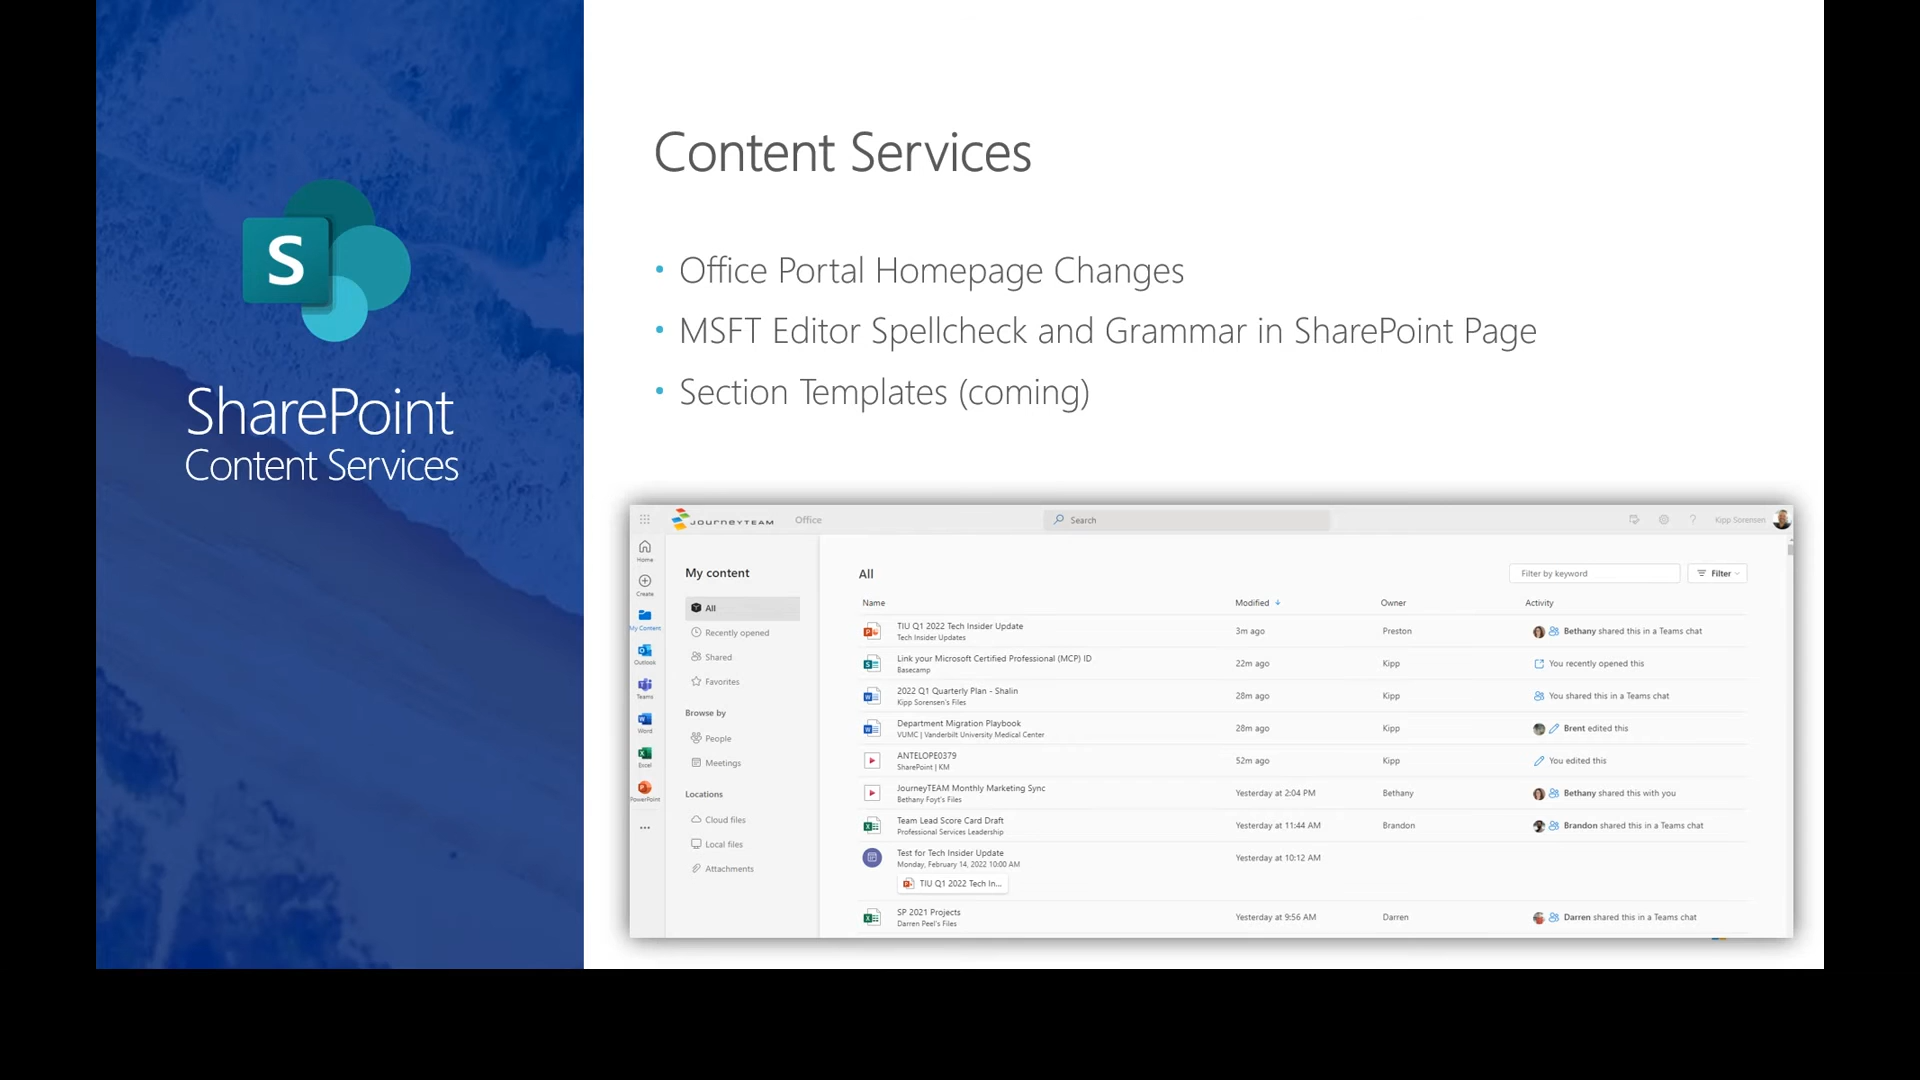 S
SharePoint
Content Services
Content Services
• Office Portal Homepage Changes
• MSFT Editor Spellcheck and Grammar in SharePoint Page
• Section Templates (coming)
JOURNEYTEAM Office Search Kipp Sorensen
Home
Create
My Content
Outlook
Teams
Word
Excel
PowerPoint
My content
All
Recently opened
Shared
Favorites
Browse by
People
Meetings
Locations
Cloud files
Local files
Attachments
All Filter by keyword Filter
Name Modified Owner Activity
TIU Q1 2022 Tech Insider Update 3m ago Preston Bethany shared this in a Teams chat
Tech Insider Updates
Link your Microsoft Certified Professional (MCP) ID 22m ago Kipp You recently opened this
Basecamp
2022 Q1 Quarterly Plan - Shalin 28m ago Kipp You shared this in a Teams chat
Kipp Sorensen's Files
Department Migration Playbook 28m ago Kipp Brent edited this
VUMC | Vanderbilt University Medical Center
ANTELOPE0379 52m ago Kipp You edited this
SharePoint | KM
JourneyTEAM Monthly Marketing Sync Yesterday at 2:04 PM Bethany Bethany shared this with you
Bethany Foyt's Files
Team Lead Score Card Draft Yesterday at 11:44 AM Brandon Brandon shared this in a Teams chat
Professional Services Leadership
Test for Tech Insider Update Yesterday at 10:12 AM
Monday, February 14, 2022 10:00 AM
TIU Q1 2022 Tech In...
SP 2021 Projects Yesterday at 9:56 AM Darren Darren shared this in a Teams chat
Darren Peel's Files